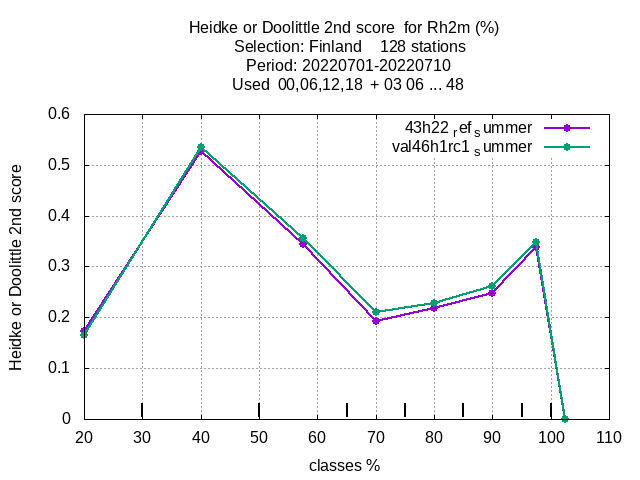 Heidke or Doolittle 2nd score  for Rh2m (%)
Selection: Finland    128 stations
Period: 20220701-20220710
Used  00,06,12,18  + 03 06 ... 48
43h22_ref_summer
val46h1rc1_summer
Heidke or Doolittle 2nd score
0.6
0.5
0.4
0.3
0.2
0.1
0
20 30 40 50 60 70 80 90 100 110
classes %